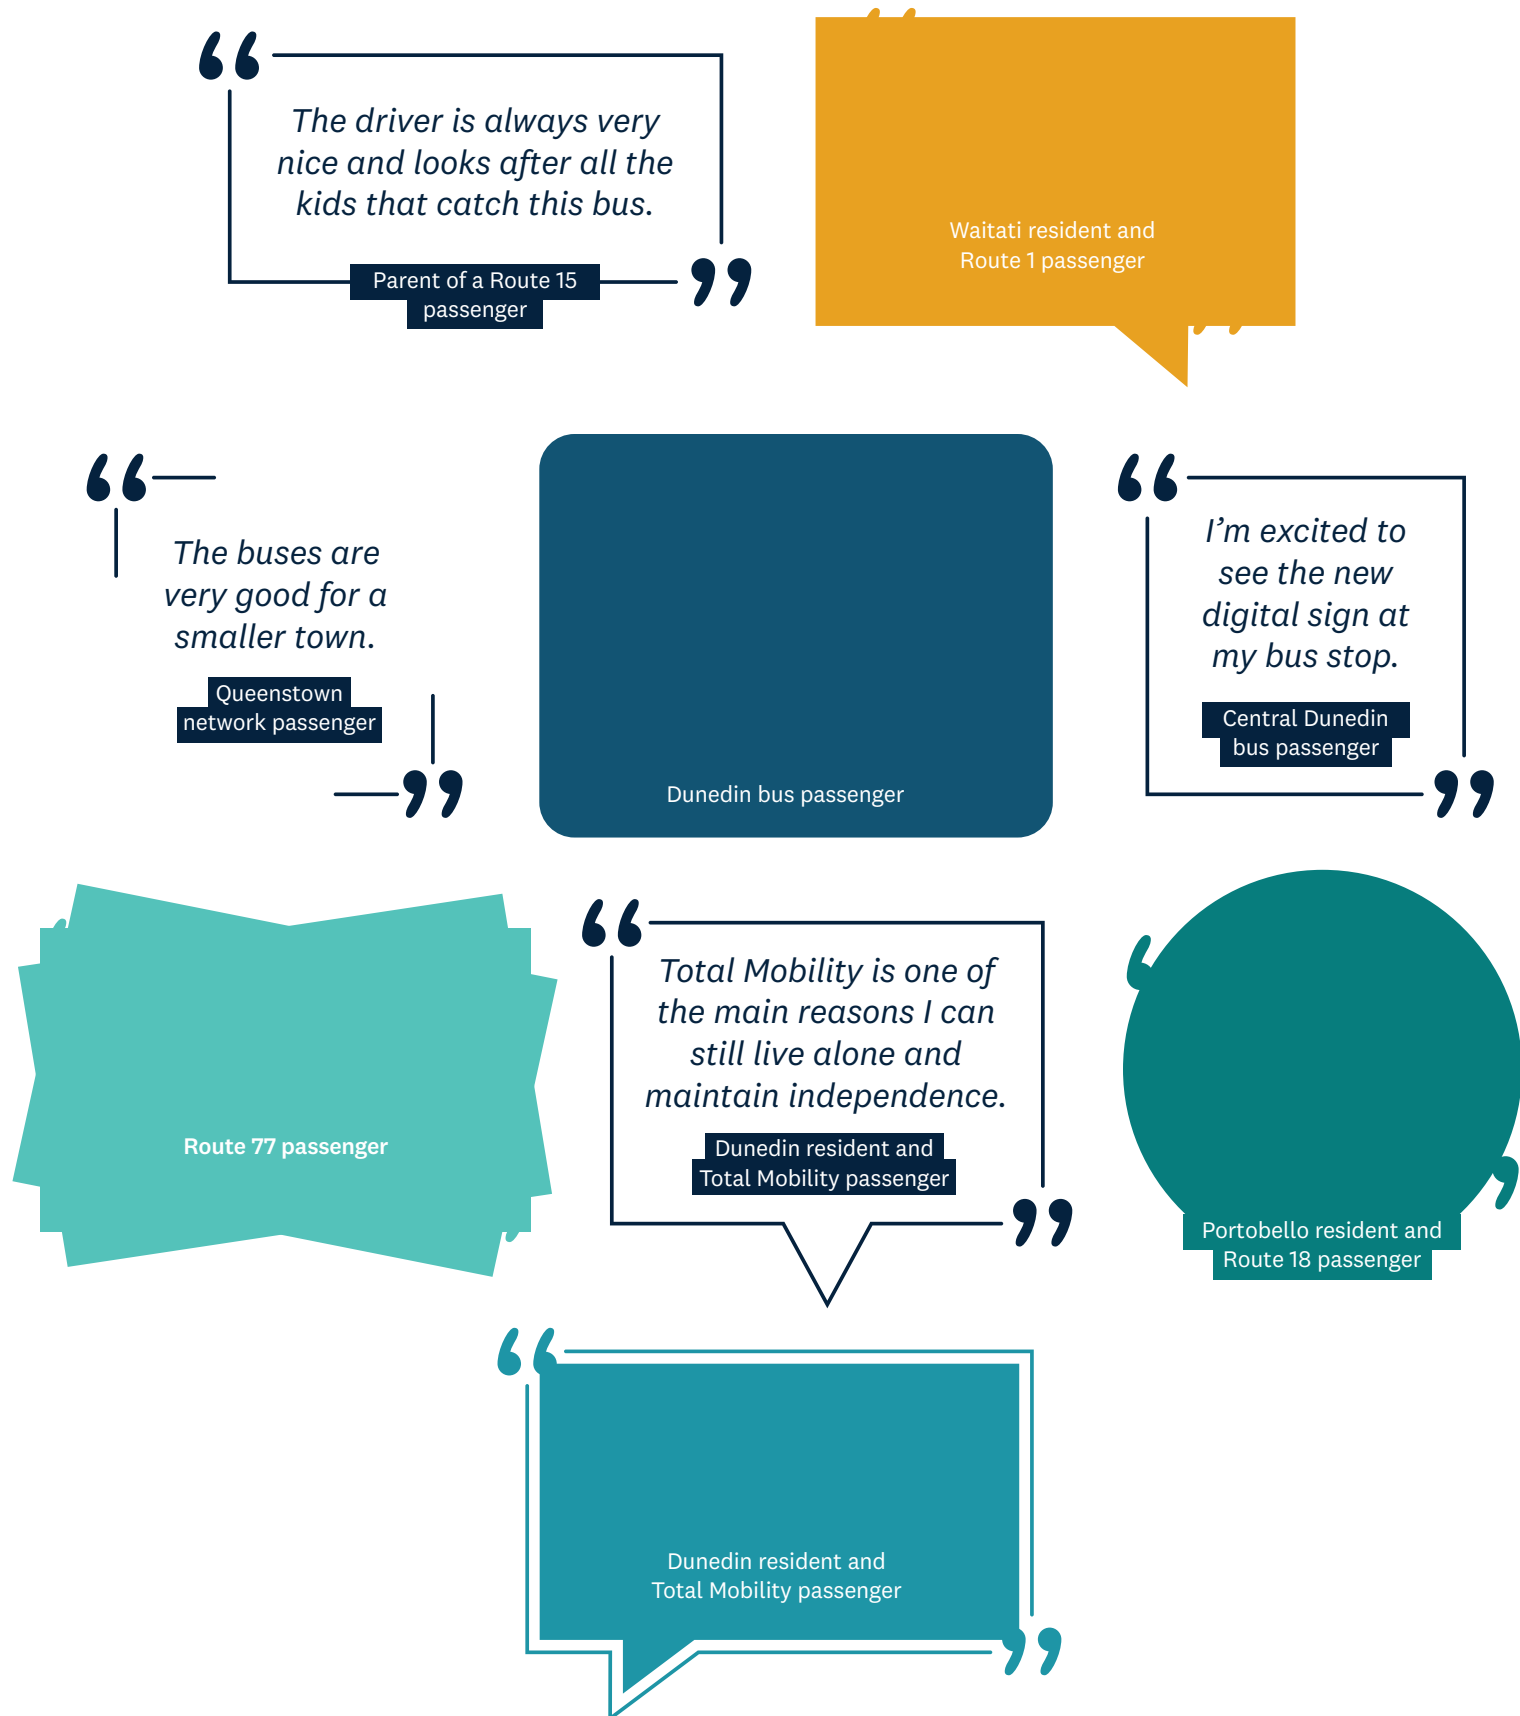 The driver is always very
nice and looks after all the
kids that catch this bus.
Parent of a Route 15
passenger
Waitati resident and
Route 1 passenger
The buses are
very good for a
smaller town.
Queenstown
network passenger
Dunedin bus passenger
I’m excited to
see the new
digital sign at
my bus stop.
Central Dunedin
bus passenger
Route 77 passenger
Total Mobility is one of
the main reasons I can
still live alone and
maintain independence.
Dunedin resident and
Total Mobility passenger
Portobello resident and
Route 18 passenger
Dunedin resident and
Total Mobility passenger